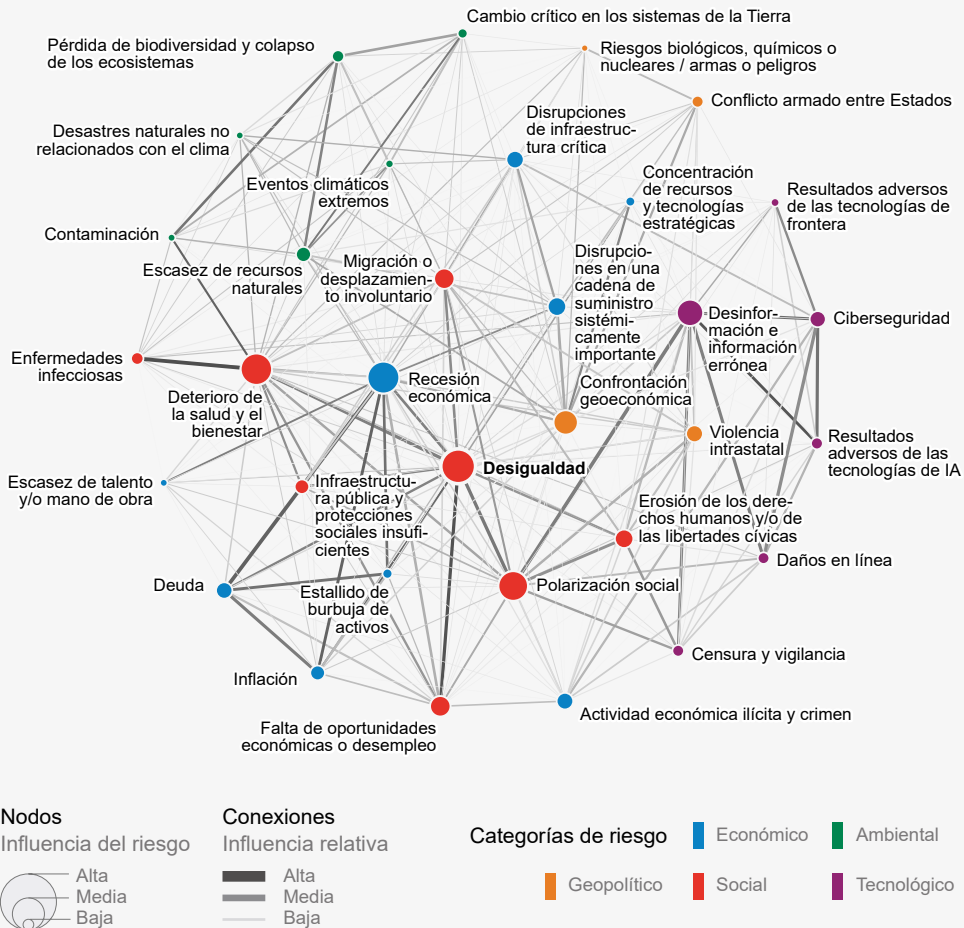 Cambio crítico en los sistemas de la Tierra
Pérdida de biodiversidad y colapso
de los ecosistemas
Riesgos biológicos, químicos o
nucleares / armas o peligros
Conflicto armado entre Estados
Disrupciones
de infraestruc-
tura crítica
Desastres naturales no
relacionados con el clima
Eventos climáticos
extremos
Concentración
de recursos
y tecnologías
estratégicas
Resultados adversos
de las tecnologías de
frontera
Contaminación
Escasez de recursos
naturales
Migración o
desplazamien-
to involuntario
Disrupcio-
nes en una
cadena de
suministro
sistémi-
camente
importante
Desinfor-
mación e
información
errónea
Ciberseguridad
Enfermedades
infecciosas
Deterioro de
la salud y el
bienestar
Recesión
económica
Confrontación
geoeconómica
Violencia
intrastatal
Resultados
adversos de las
tecnologías de IA
Escasez de talento
y/o mano de obra
Infraestructu-
ra pública y
protecciones
sociales insufi-
cientes
Desigualdad
Erosión de los dere-
chos humanos y/o de
las libertades cívicas
Daños en línea
Deuda
Estallido de
burbuja de
activos
Polarización social
Censura y vigilancia
Inflación
Falta de oportunidades
económicas o desempleo
Actividad económica ilícita y crimen
Nodos
Influencia del riesgo
Alta
Media
Baja
Conexiones
Influencia relativa
Alta
Media
Baja
Categorías de riesgo
Económico
Ambiental
Geopolítico
Social
Tecnológico